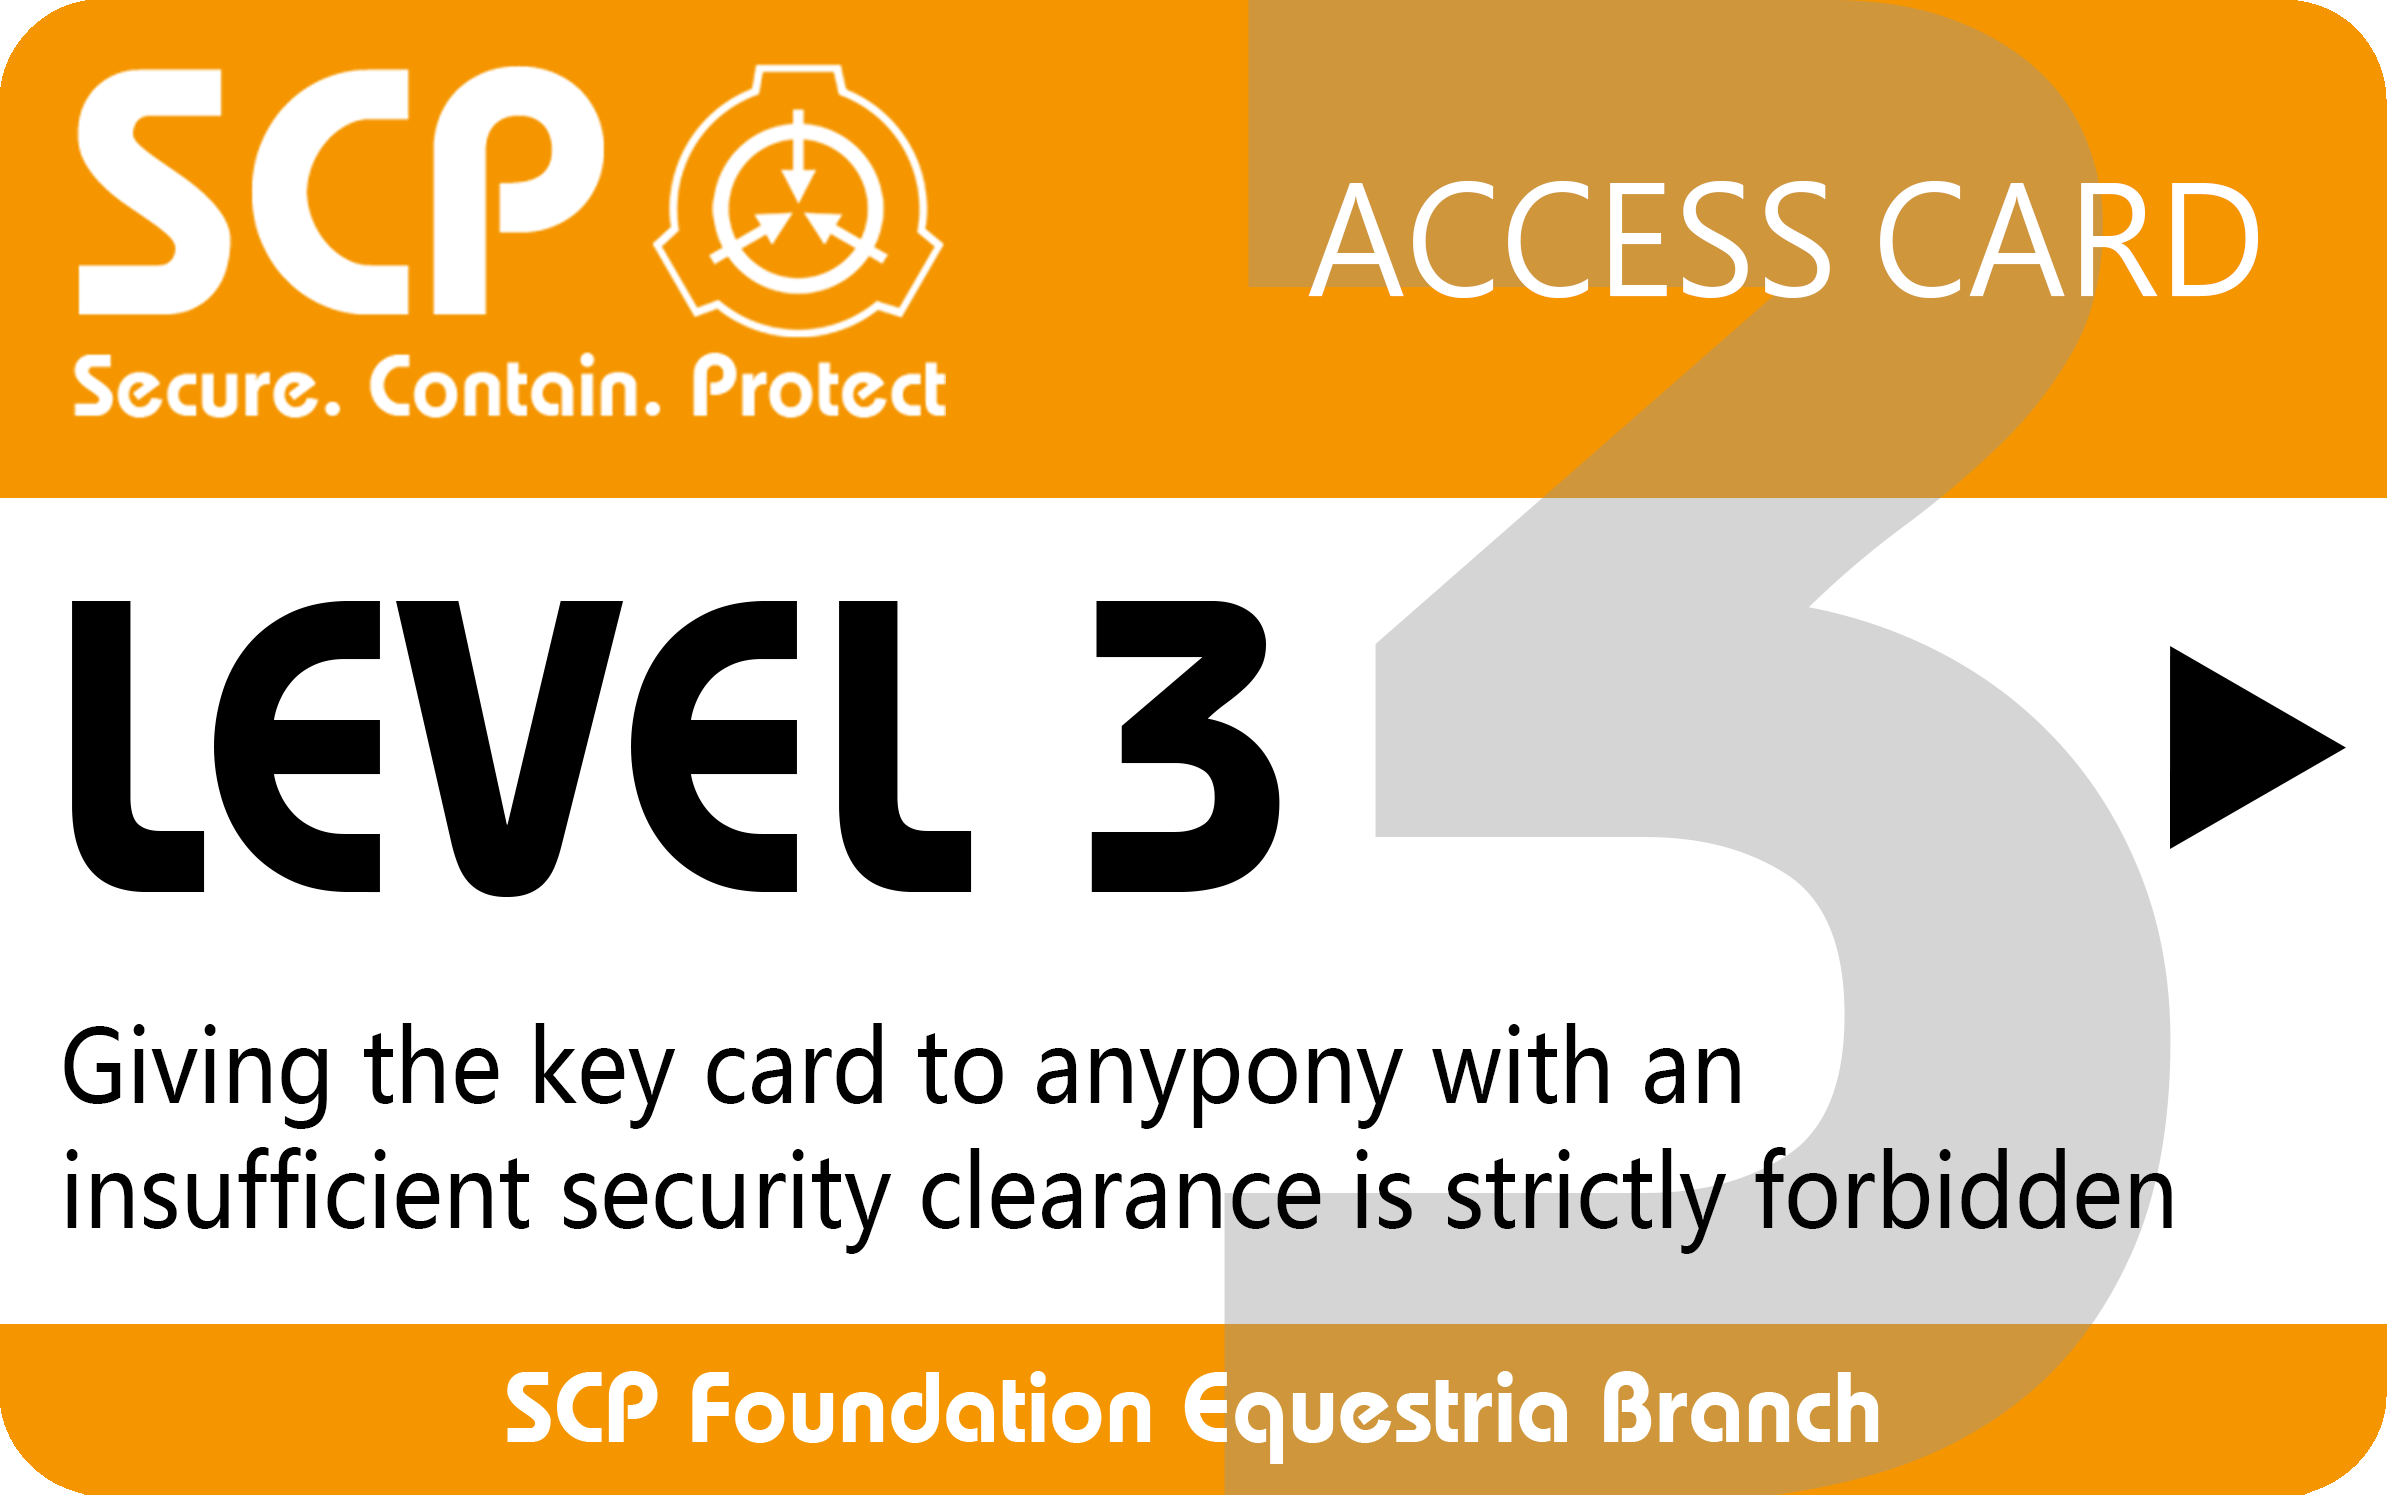 SCP
Secure. Contain. Protect
ACCESS CARD
LEVEL 3
3
Giving the key card to anypony with an
insufficient security clearance is strictly forbidden
SCP Foundation Equestria Branch